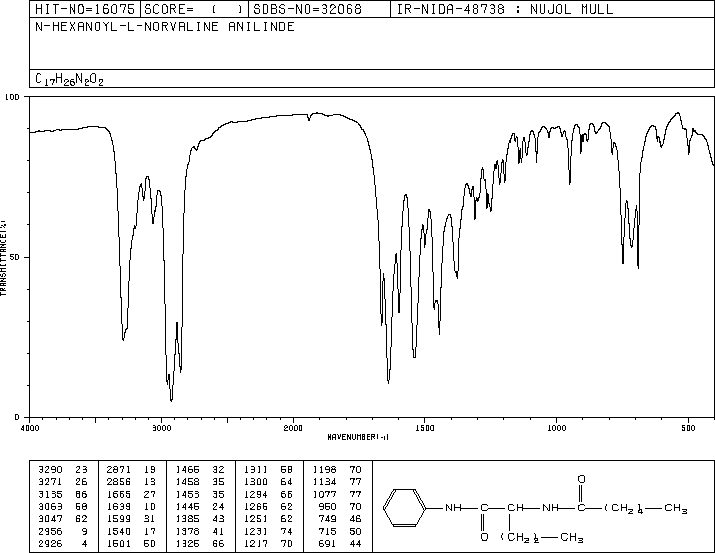 HIT-NO=16075 SCORE= ( ) SDBS-NO=32068 IR-NIDA-48738 : NUJOL MULL
N-HEXANOYL-L-NORVALINE ANILINDE
C17H26N2O2
100
50
0
TRANSMITTANCE(%)
4000 3000 2000 1500 1000 500
WAVENUMBER(-1)
3290 23 2871 19 1466 32 1311 68 1198 70
3271 26 2856 13 1458 35 1300 64 1134 77
3135 66 1665 27 1453 35 1294 66 1077 77
3063 60 1639 10 1446 24 1266 62 950 70
3047 62 1599 31 1385 43 1251 62 749 46
2956 9 1540 17 1378 41 1231 74 715 50
2926 4 1501 50 1325 66 1217 70 691 44
O
NH NH (CH2)4 CH3
O (CH2)2 CH3